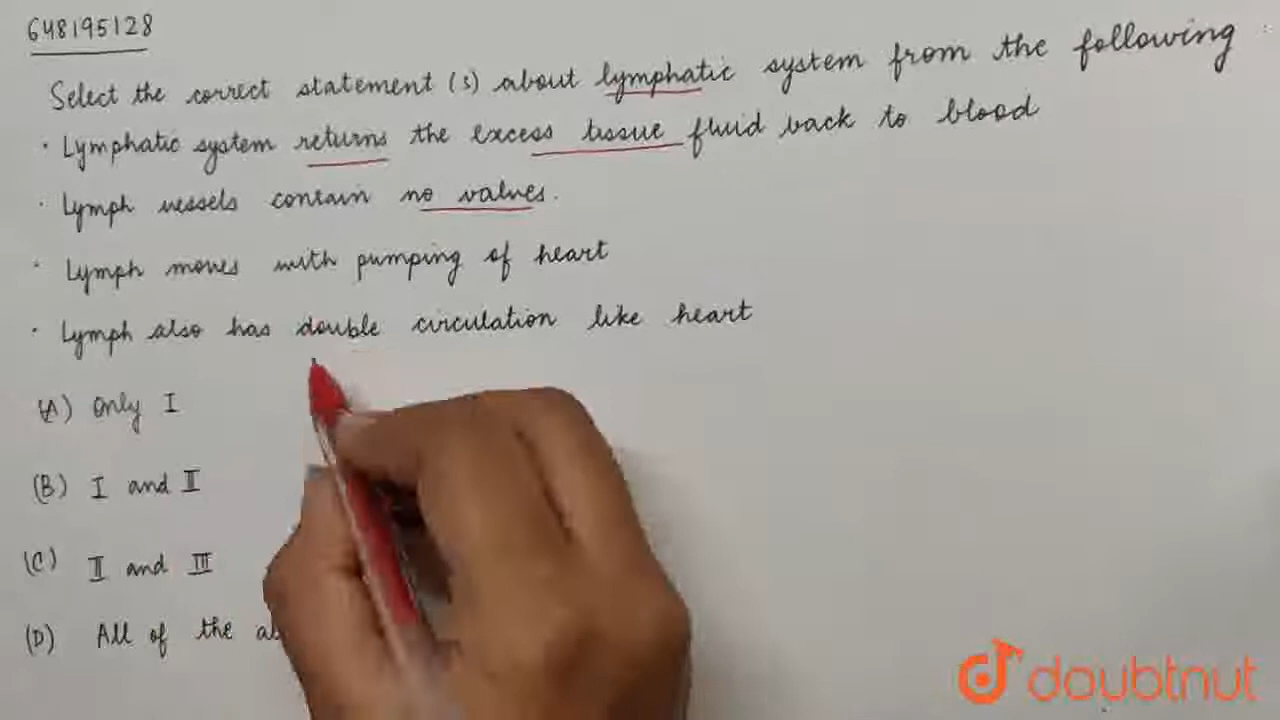 648195128
Select the correct statement (s) about lymphatic system from the following
· Lymphatic system returns the excess tissue fluid back to blood
· Lymph vessels contain no valves.
· Lymph moves with pumping of heart
· Lymph also has double circulation like heart
(A) Only I
(B) I and II
(C) II and III
(D) All of the
doubtnut